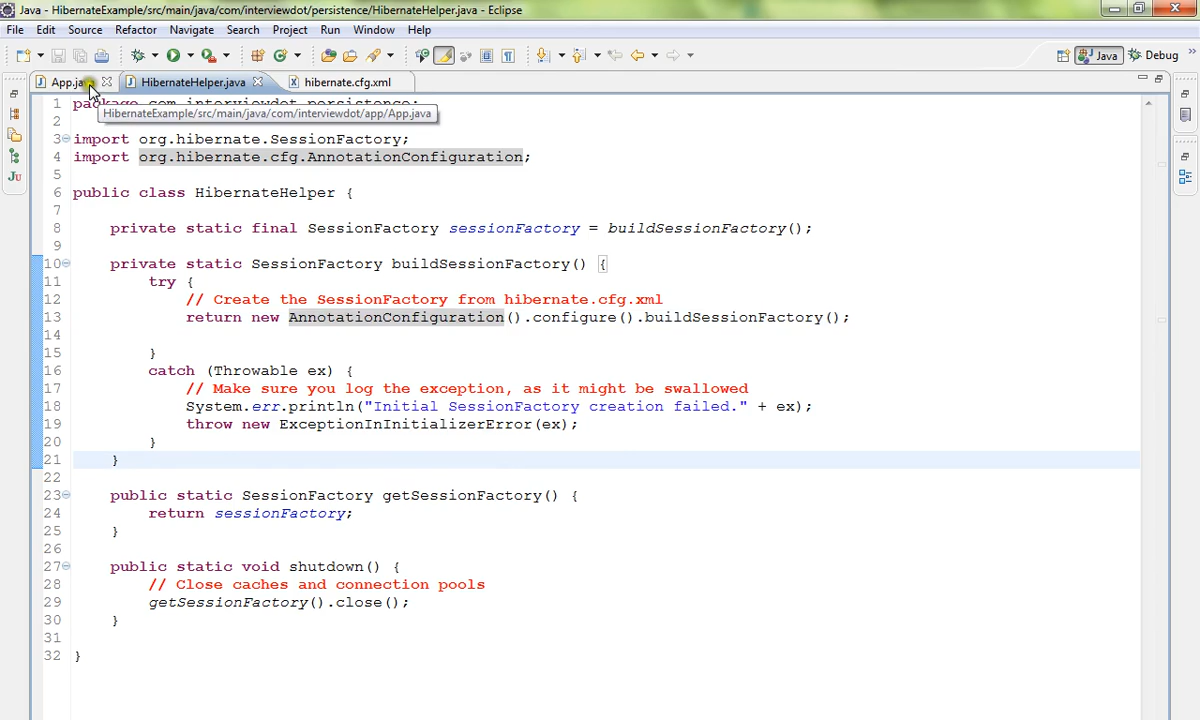 Java - HibernateExample/src/main/java/com/interviewdot/persistence/HibernateHelper.java - Eclipse
File Edit Source Refactor Navigate Search Project Run Window Help
Java Debug »
App.java HibernateHelper.java hibernate.cfg.xml
1 package com.interviewdot.persistence;
HibernateExample/src/main/java/com/interviewdot/app/App.java
2
3 import org.hibernate.SessionFactory;
4 import org.hibernate.cfg.AnnotationConfiguration;
5
6 public class HibernateHelper {
7
8 private static final SessionFactory sessionFactory = buildSessionFactory();
9
10 private static SessionFactory buildSessionFactory() {
11 try {
12 // Create the SessionFactory from hibernate.cfg.xml
13 return new AnnotationConfiguration().configure().buildSessionFactory();
14
15 }
16 catch (Throwable ex) {
17 // Make sure you log the exception, as it might be swallowed
18 System.err.println("Initial SessionFactory creation failed." + ex);
19 throw new ExceptionInInitializerError(ex);
20 }
21 }
22
23 public static SessionFactory getSessionFactory() {
24 return sessionFactory;
25 }
26
27 public static void shutdown() {
28 // Close caches and connection pools
29 getSessionFactory().close();
30 }
31
32 }